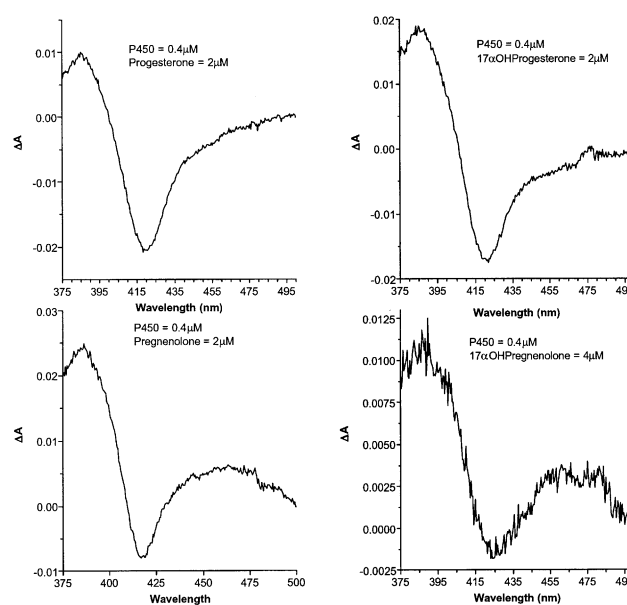 0.01
0.00
-0.01
-0.02
ΔA
P450 = 0.4μM
Progesterone = 2μM
375 395 415 435 455 475 495
Wavelength (nm)
0.02
0.01
0.00
-0.01
-0.02
ΔA
P450 = 0.4μM
17αOHProgesterone = 2μM
375 395 415 435 455 475 495
Wavelength (nm)
0.03
0.02
0.01
0.00
-0.01
ΔA
P450 = 0.4μM
Pregnenolone = 2μM
375 400 425 450 475 500
Wavelength
0.0125
0.0100
0.0075
0.0050
0.0025
0.0000
-0.0025
ΔA
P450 = 0.4μM
17αOHPregnenolone = 4μM
375 395 415 435 455 475 495
Wavelength (nm)